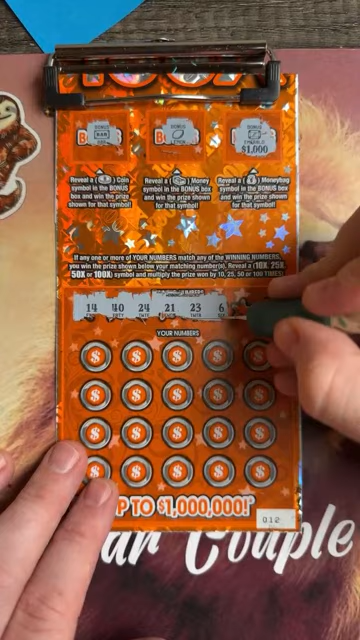 BONUS BONUS BONUS
BAR LEMON EMERALD
$1,000
Reveal a Coin
symbol in the BONUS
box and win the prize
shown for that symbol!
Reveal a Money
symbol in the BONUS
box and win the prize
shown for that symbol!
Reveal a Moneybag
symbol in the BONUS box
and win the prize
shown for that symbol!
If any one or more of YOUR NUMBERS match any of the WINNING NUMBERS,
you win the prize shown below your matching number(s). Reveal a (10X, 25X,
50X or 100X) symbol and multiply the prize won by 10, 25, 50 or 100 TIMES!
14 40 24 21 23 6
YOUR NUMBERS
$ $ $ $ $
$ $ $ $ $
$ $ $ $ $
$ $ $ $ $
UP TO $1,000,000!
012
Couple